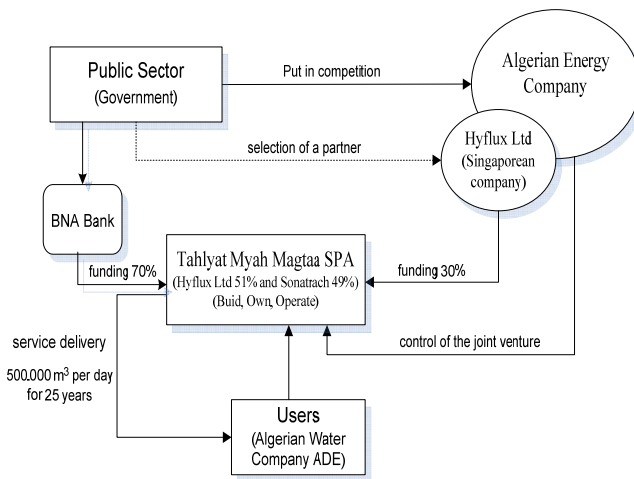 Public Sector
(Government)
Put in competition
Algerian Energy
Company
selection of a partner
Hyflux Ltd
(Singaporean
company)
BNA Bank
funding 70%
Tahlyat Myah Magtaa SPA
(Hyflux Ltd 51% and Sonatrach 49%)
(Buid, Own, Operate)
funding 30%
service delivery
500.000 m³ per day
for 25 years
control of the joint venture
Users
(Algerian Water
Company ADE)